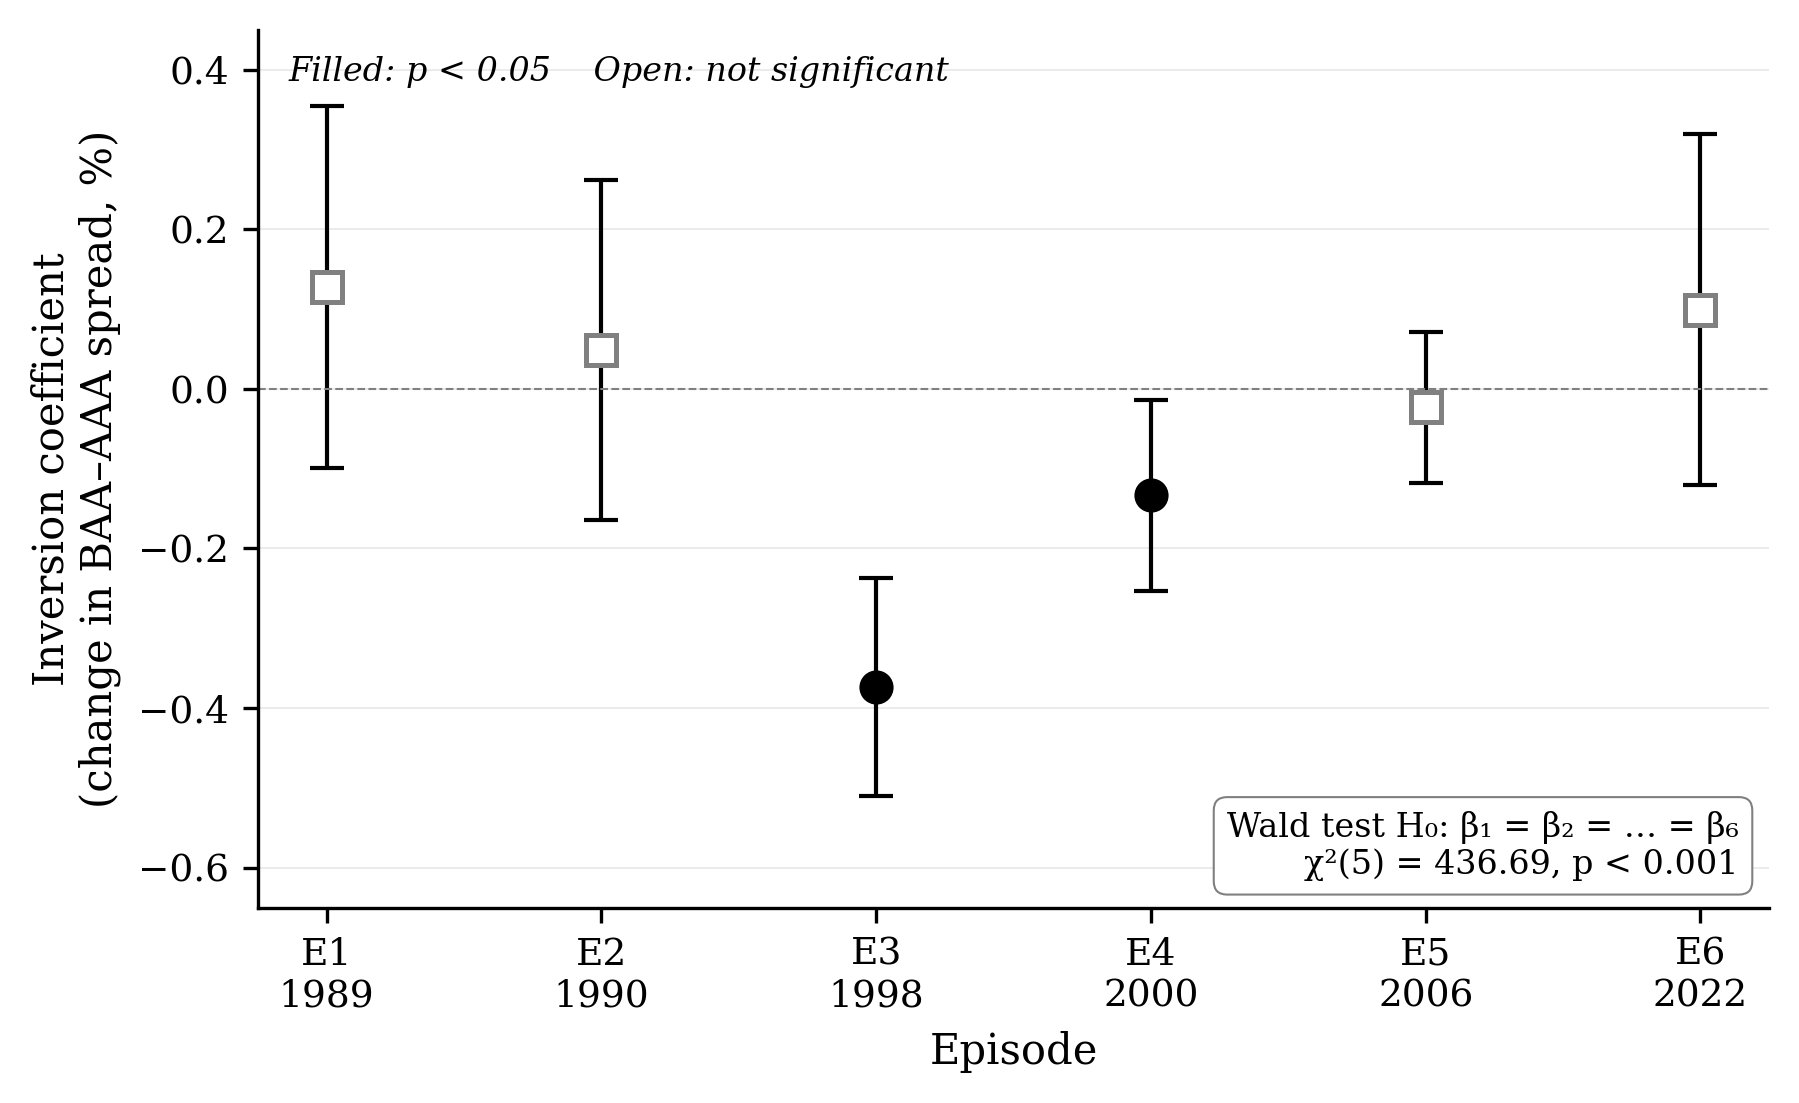 Filled: p < 0.05    Open: not significant
Inversion coefficient
(change in BAA–AAA spread, %)
0.4
0.2
0.0
−0.2
−0.4
−0.6
Wald test H₀: β₁ = β₂ = … = β₆
χ²(5) = 436.69, p < 0.001
E1 E2 E3 E4 E5 E6
1989 1990 1998 2000 2006 2022
Episode